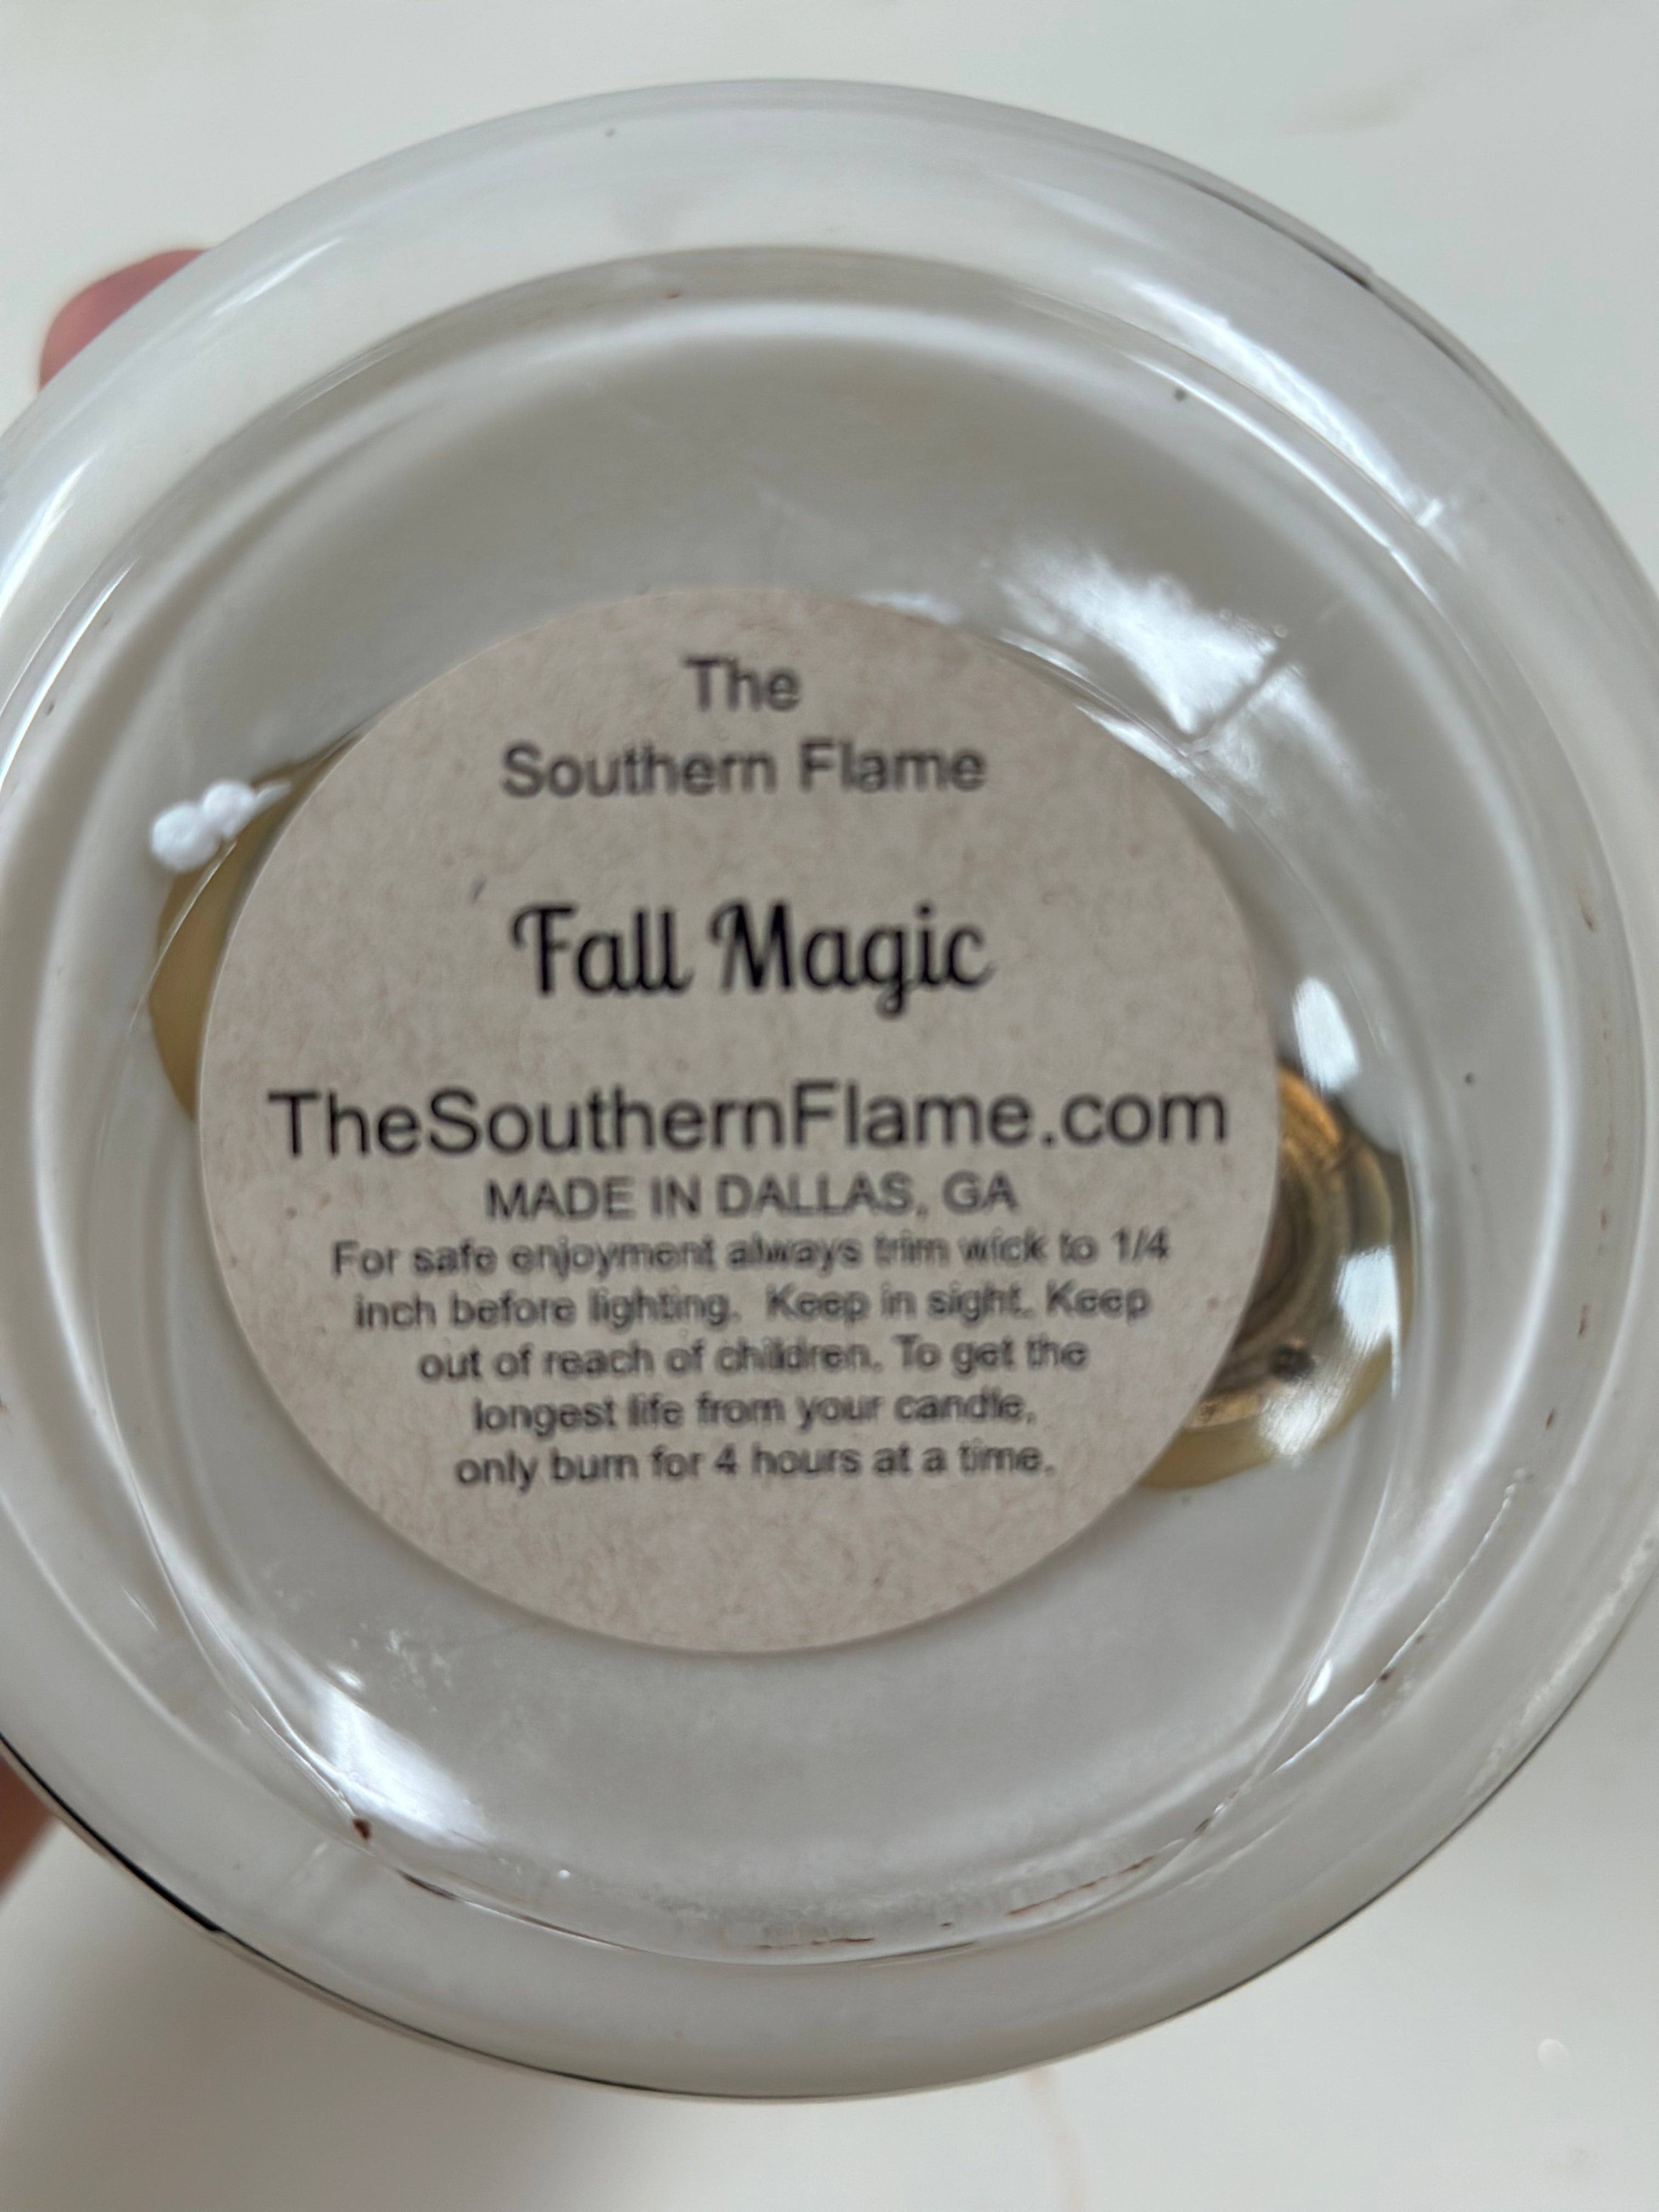 The
Southern Flame
Fall Magic
TheSouthernFlame.com
MADE IN DALLAS, GA
For safe enjoyment always trim wick to 1/4
inch before lighting.  Keep in sight. Keep
out of reach of children. To get the
longest life from your candle,
only burn for 4 hours at a time.